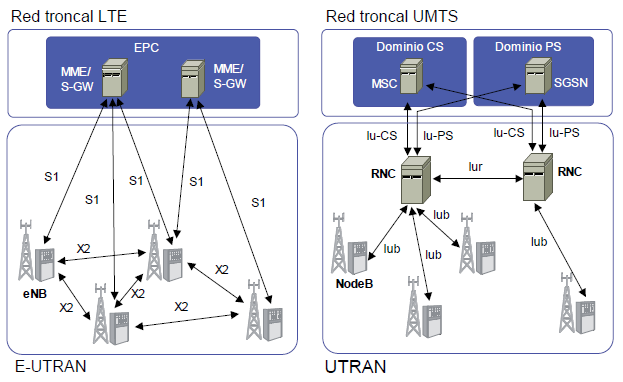 Red troncal LTE
EPC
MME/
S-GW
MME/
S-GW
S1
S1
S1
S1
S1
X2
X2
X2
X2
X2
eNB
E-UTRAN
Red troncal UMTS
Dominio CS
Dominio PS
MSC
SGSN
Iu-CS
Iu-PS
Iu-CS
Iu-PS
RNC
Iur
RNC
Iub
Iub
Iub
Iub
NodeB
UTRAN